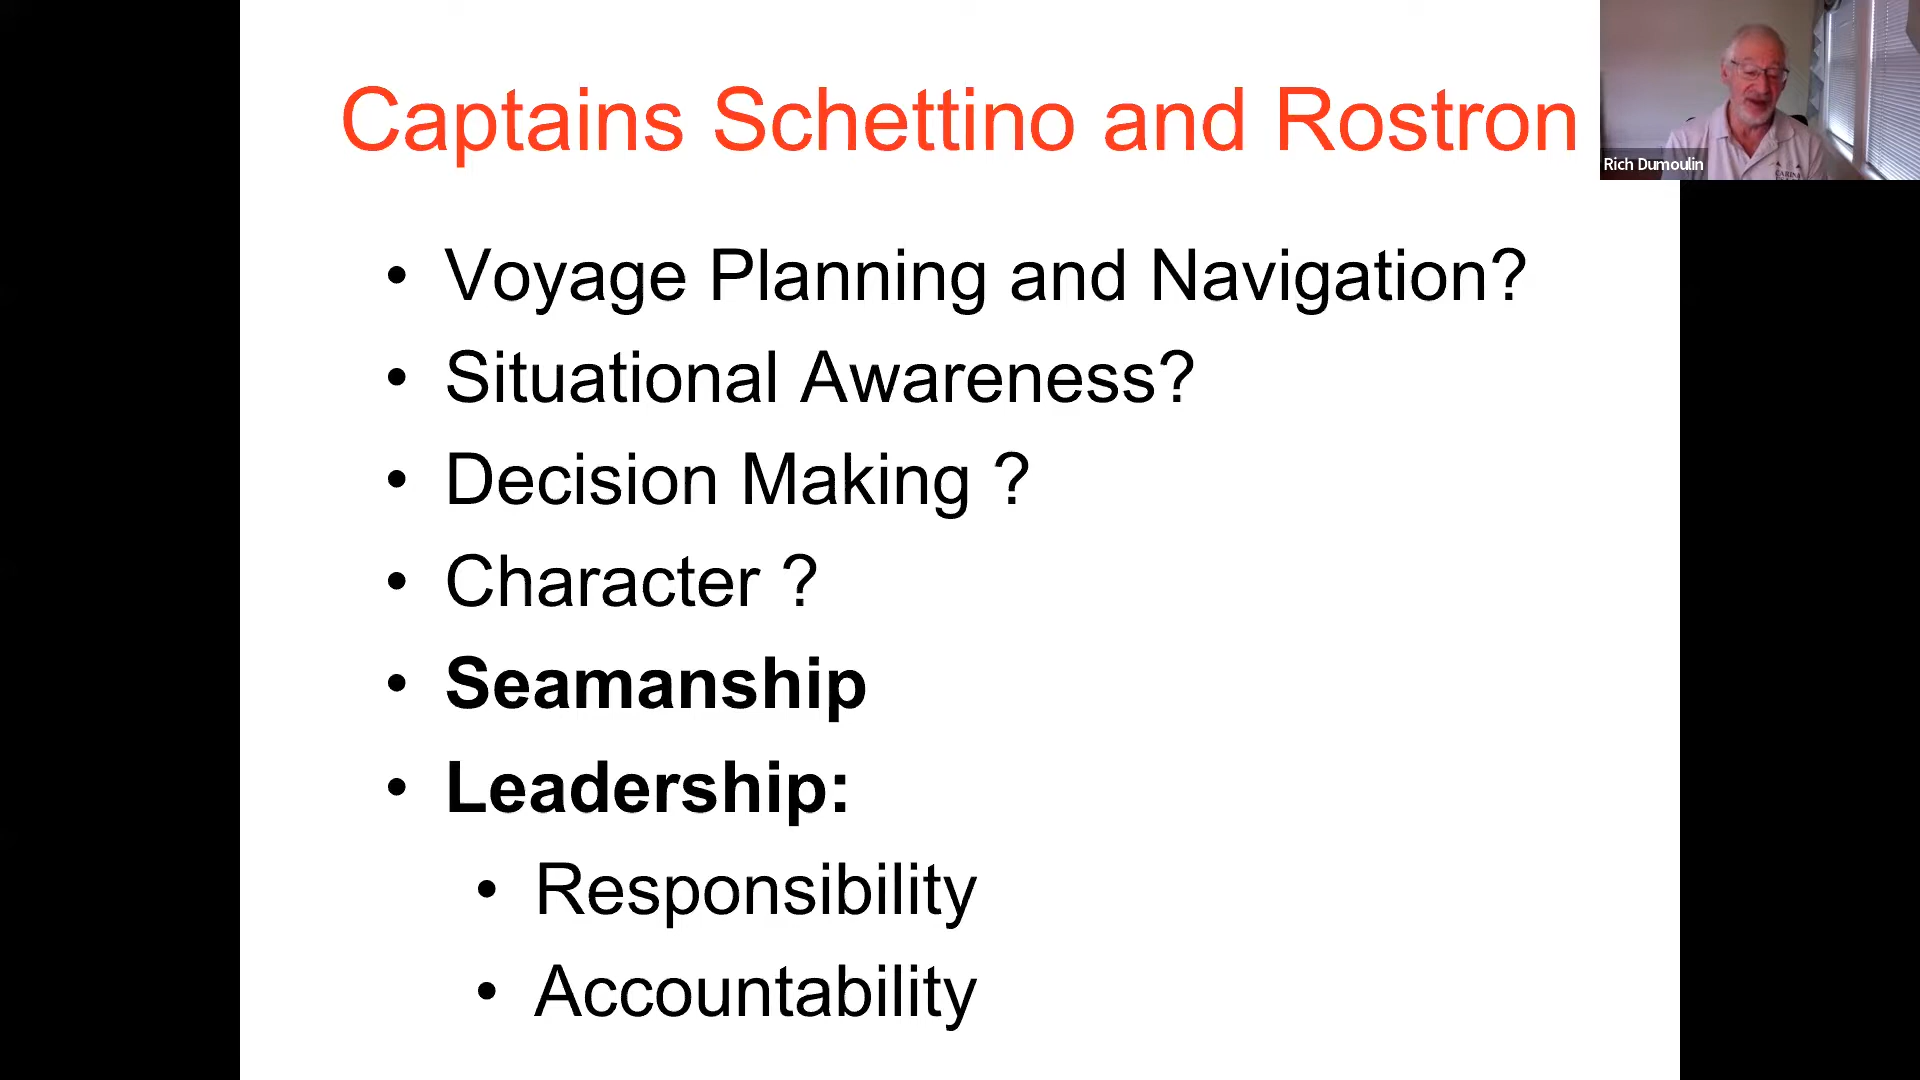 Captains Schettino and Rostron
Rich Dumoulin
• Voyage Planning and Navigation?
• Situational Awareness?
• Decision Making ?
• Character ?
• Seamanship
• Leadership:
• Responsibility
• Accountability